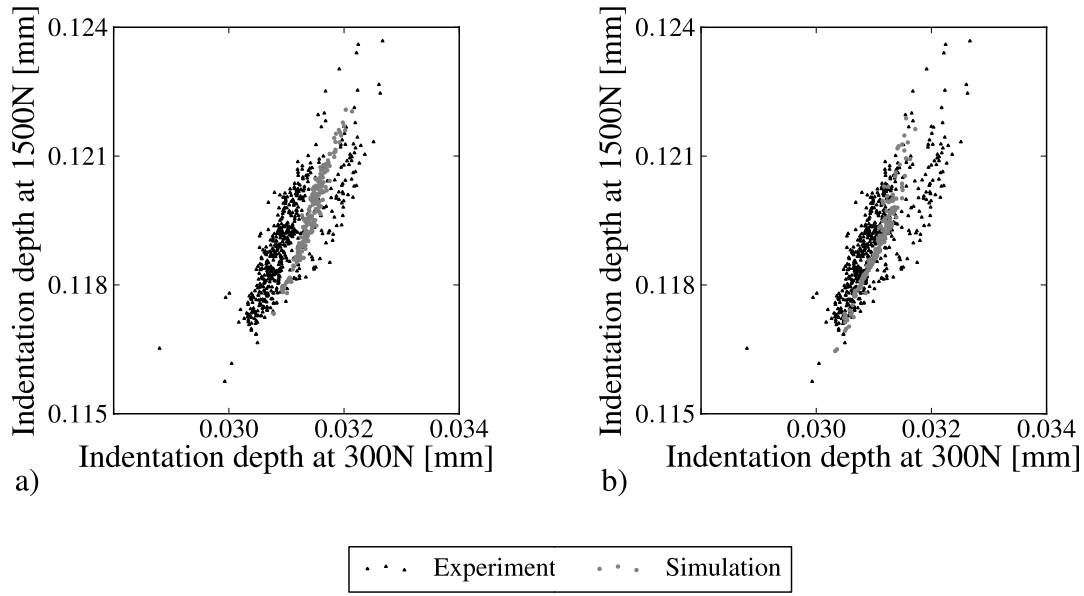 0.124
0.121
0.118
0.115
Indentation depth at 1500N [mm]
0.030 0.032 0.034
Indentation depth at 300N [mm]
a)
0.124
0.121
0.118
0.115
Indentation depth at 1500N [mm]
0.030 0.032 0.034
Indentation depth at 300N [mm]
b)
Experiment Simulation